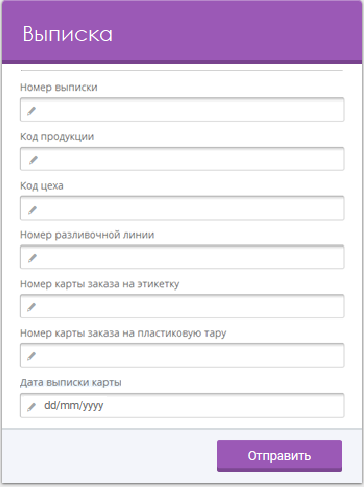 Выписка
Номер выписки
Код продукции
Код цеха
Номер разливочной линии
Номер карты заказа на этикетку
Номер карты заказа на пластиковую тару
Дата выписки карты
dd/mm/yyyy
Отправить